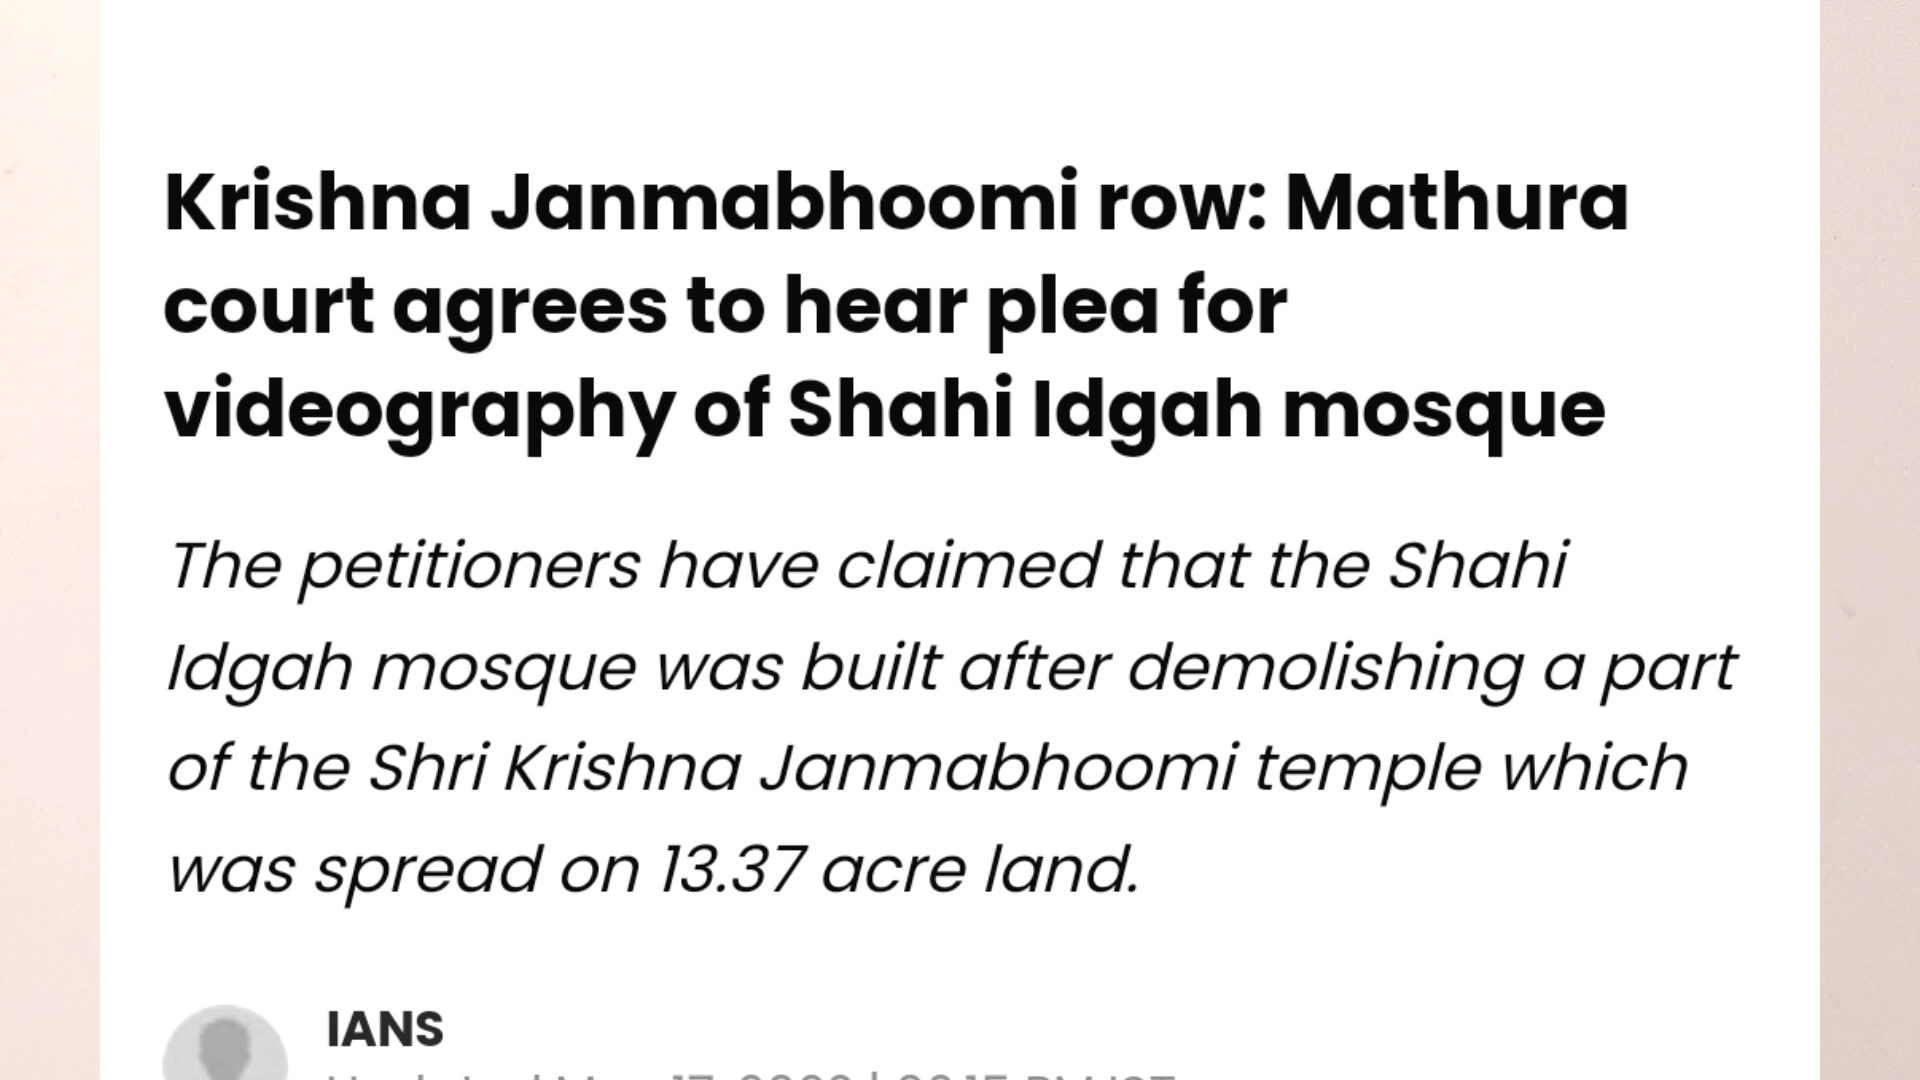 Krishna Janmabhoomi row: Mathura
court agrees to hear plea for
videography of Shahi Idgah mosque
The petitioners have claimed that the Shahi
Idgah mosque was built after demolishing a part
of the Shri Krishna Janmabhoomi temple which
was spread on 13.37 acre land.
IANS